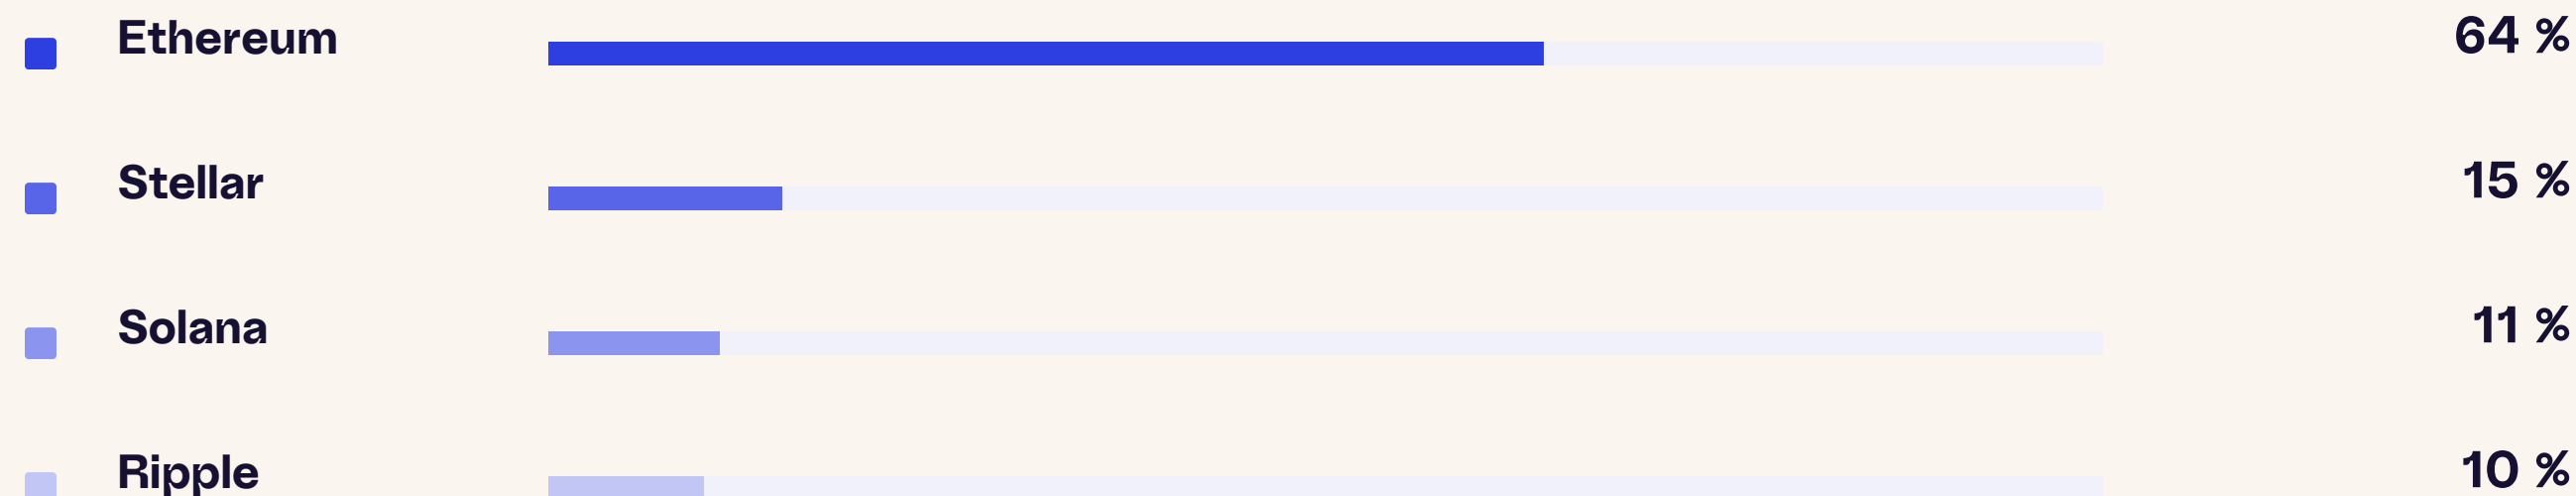 Ethereum 64 %
Stellar 15 %
Solana 11 %
Ripple 10 %